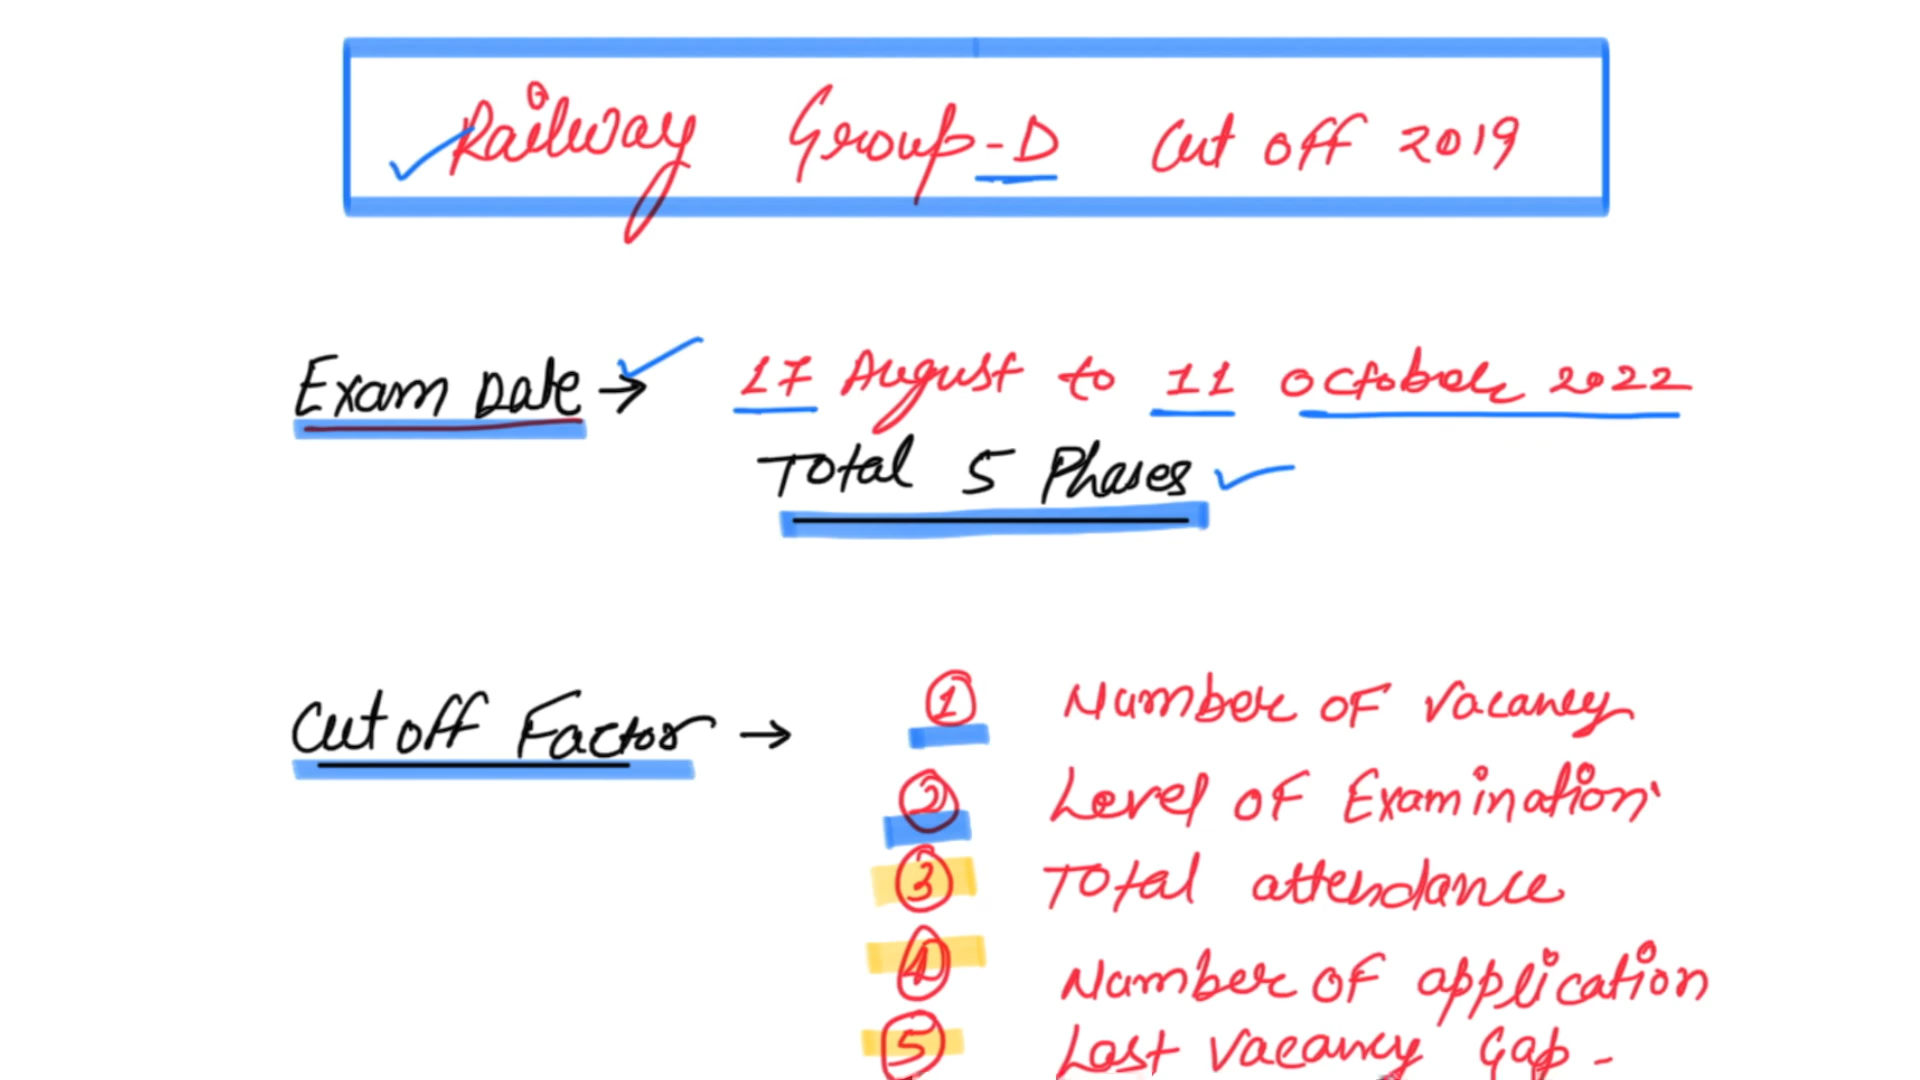 Railway Group-D Cut off 2019
Exam Date → 17 August to 11 October 2022
Total 5 Phases
Cut off Factor → ① Number of vacancy
② Level of Examination
③ Total attendance
④ Number of application
⑤ Last vacancy Gap -